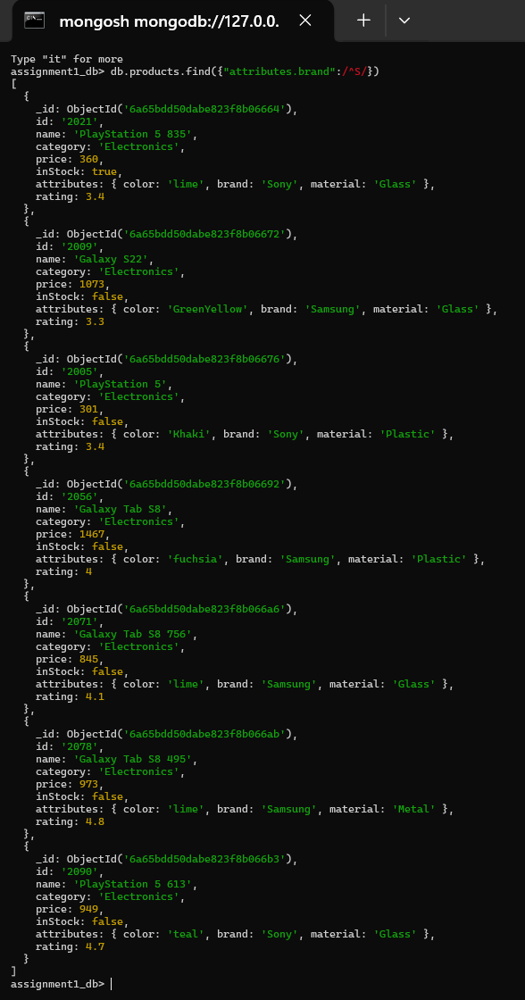 mongosh mongodb://127.0.0.
Type "it" for more
assignment1_db> db.products.find({"attributes.brand":/^S/})
[
  {
    _id: ObjectId('6a65bdd50dabe823f8b06664'),
    id: '2021',
    name: 'PlayStation 5 835',
    category: 'Electronics',
    price: 360,
    inStock: true,
    attributes: { color: 'lime', brand: 'Sony', material: 'Glass' },
    rating: 3.4
  },
  {
    _id: ObjectId('6a65bdd50dabe823f8b06672'),
    id: '2009',
    name: 'Galaxy S22',
    category: 'Electronics',
    price: 1073,
    inStock: false,
    attributes: { color: 'GreenYellow', brand: 'Samsung', material: 'Glass' },
    rating: 3.3
  },
  {
    _id: ObjectId('6a65bdd50dabe823f8b06676'),
    id: '2005',
    name: 'PlayStation 5',
    category: 'Electronics',
    price: 301,
    inStock: false,
    attributes: { color: 'Khaki', brand: 'Sony', material: 'Plastic' },
    rating: 3.4
  },
  {
    _id: ObjectId('6a65bdd50dabe823f8b06692'),
    id: '2056',
    name: 'Galaxy Tab S8',
    category: 'Electronics',
    price: 1467,
    inStock: false,
    attributes: { color: 'fuchsia', brand: 'Samsung', material: 'Plastic' },
    rating: 4
  },
  {
    _id: ObjectId('6a65bdd50dabe823f8b066a6'),
    id: '2071',
    name: 'Galaxy Tab S8 756',
    category: 'Electronics',
    price: 845,
    inStock: false,
    attributes: { color: 'lime', brand: 'Samsung', material: 'Glass' },
    rating: 4.1
  },
  {
    _id: ObjectId('6a65bdd50dabe823f8b066ab'),
    id: '2078',
    name: 'Galaxy Tab S8 495',
    category: 'Electronics',
    price: 973,
    inStock: false,
    attributes: { color: 'lime', brand: 'Samsung', material: 'Metal' },
    rating: 4.8
  },
  {
    _id: ObjectId('6a65bdd50dabe823f8b066b3'),
    id: '2090',
    name: 'PlayStation 5 613',
    category: 'Electronics',
    price: 949,
    inStock: false,
    attributes: { color: 'teal', brand: 'Sony', material: 'Glass' },
    rating: 4.7
  }
]
assignment1_db>